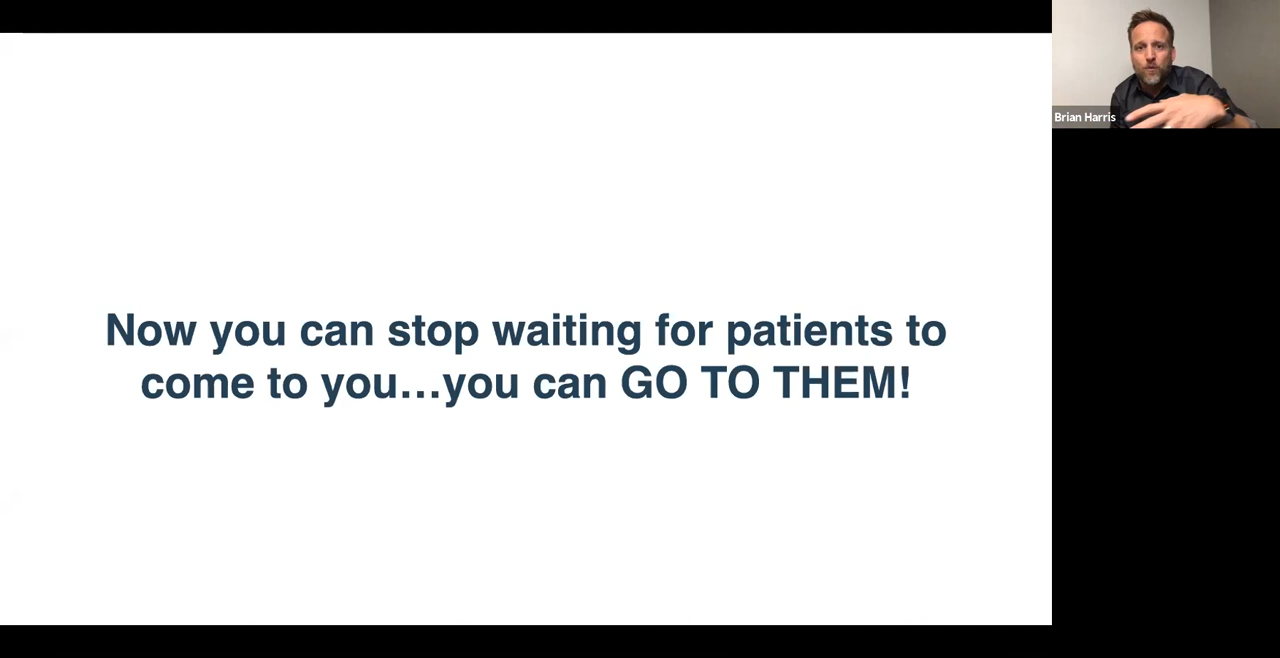 Now you can stop waiting for patients to
come to you...you can GO TO THEM!
Brian Harris